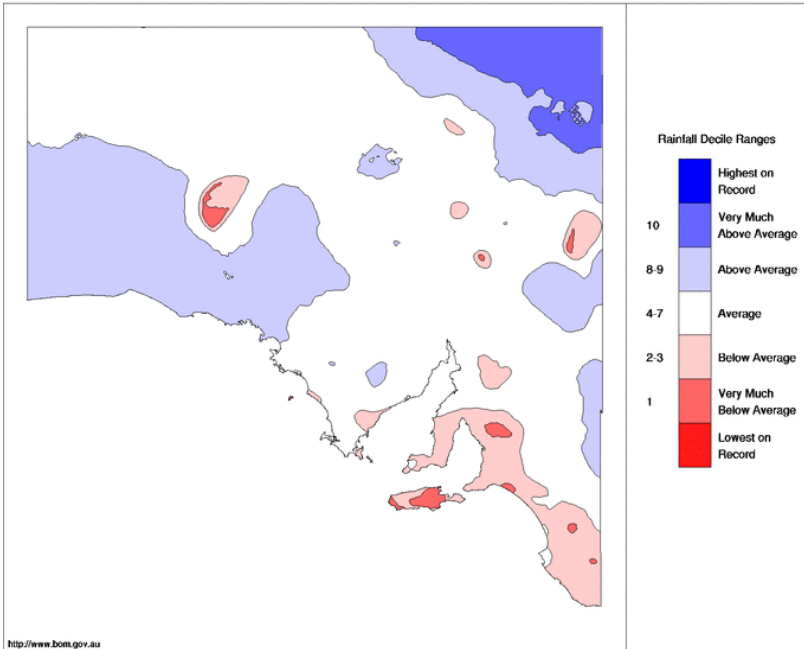 Rainfall Decile Ranges
Highest on
Record
10
Very Much
Above Average
8-9
Above Average
4-7
Average
2-3
Below Average
1
Very Much
Below Average
Lowest on
Record
http://www.bom.gov.au